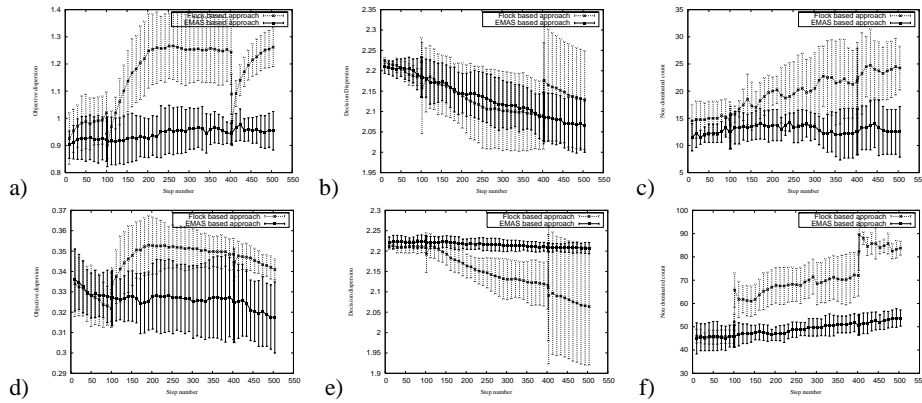 a)
Objective dispersion
1.4
1.3
1.2
1.1
1
0.9
0.8
0 50 100 150 200 250 300 350 400 450 500 550
Step number
Flock based approach
EMAS based approach
b)
Decision Dispersion
2.3
2.25
2.2
2.15
2.1
2.05
2
1.95
0 50 100 150 200 250 300 350 400 450 500 550
Step number
Flock based approach
EMAS based approach
c)
Non-dominated count
35
30
25
20
15
10
5
0 50 100 150 200 250 300 350 400 450 500 550
Step number
Flock based approach
EMAS based approach
d)
Objective dispersion
0.37
0.36
0.35
0.34
0.33
0.32
0.31
0.3
0.29
0 50 100 150 200 250 300 350 400 450 500 550
Step number
Flock based approach
EMAS based approach
e)
Decision dispersion
2.3
2.25
2.2
2.15
2.1
2.05
2
1.95
1.9
0 50 100 150 200 250 300 350 400 450 500 550
Step number
Flock based approach
EMAS based approach
f)
Non dominated count
100
90
80
70
60
50
40
30
0 50 100 150 200 250 300 350 400 450 500 550
Step number
Flock based approach
EMAS based approach